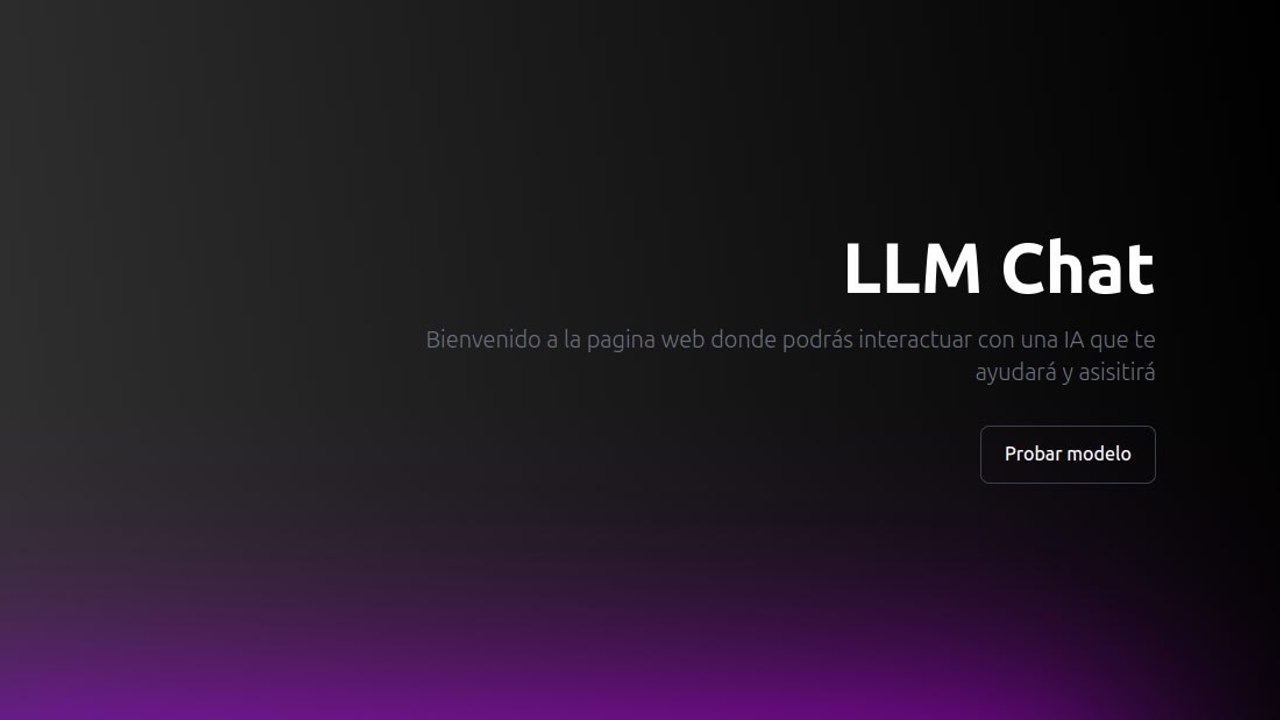 LLM Chat
Bienvenido a la pagina web donde podrás interactuar con una IA que te
ayudará y asisitirá
Probar modelo